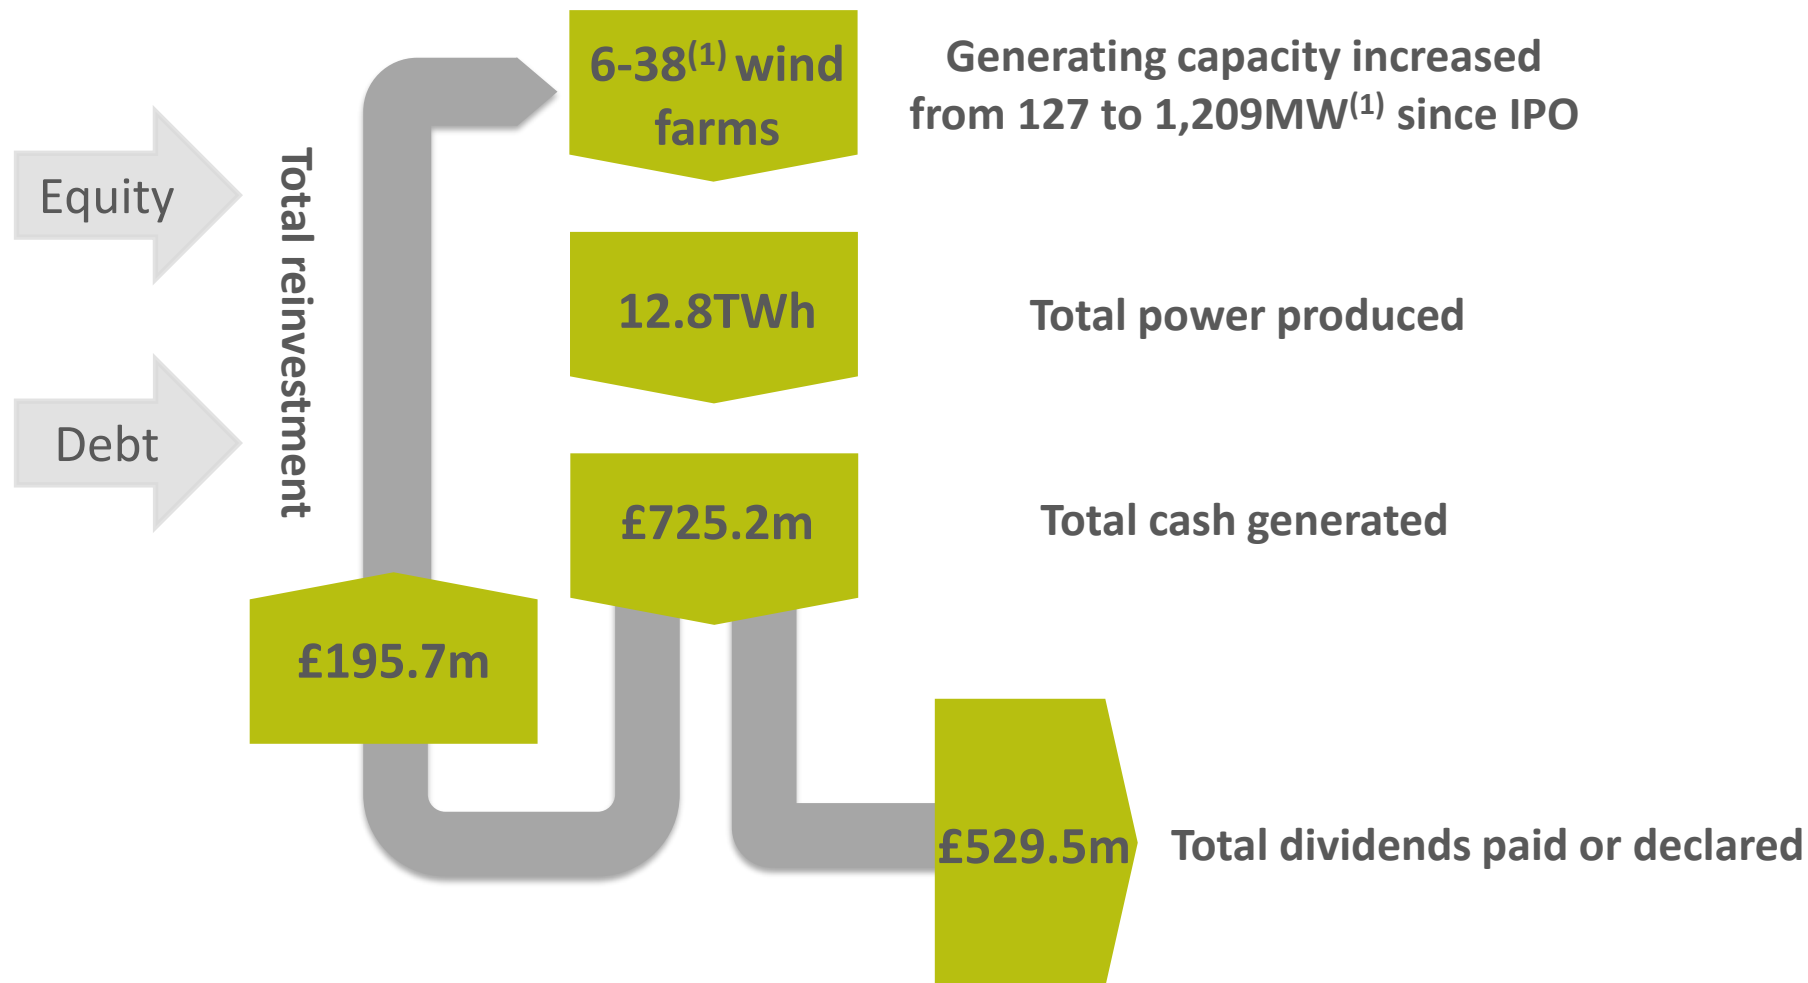 6-38(1) wind
farms
Generating capacity increased
from 127 to 1,209MW(1) since IPO
Equity
Debt
Total reinvestment
12.8TWh
Total power produced
£725.2m
Total cash generated
£195.7m
£529.5m
Total dividends paid or declared